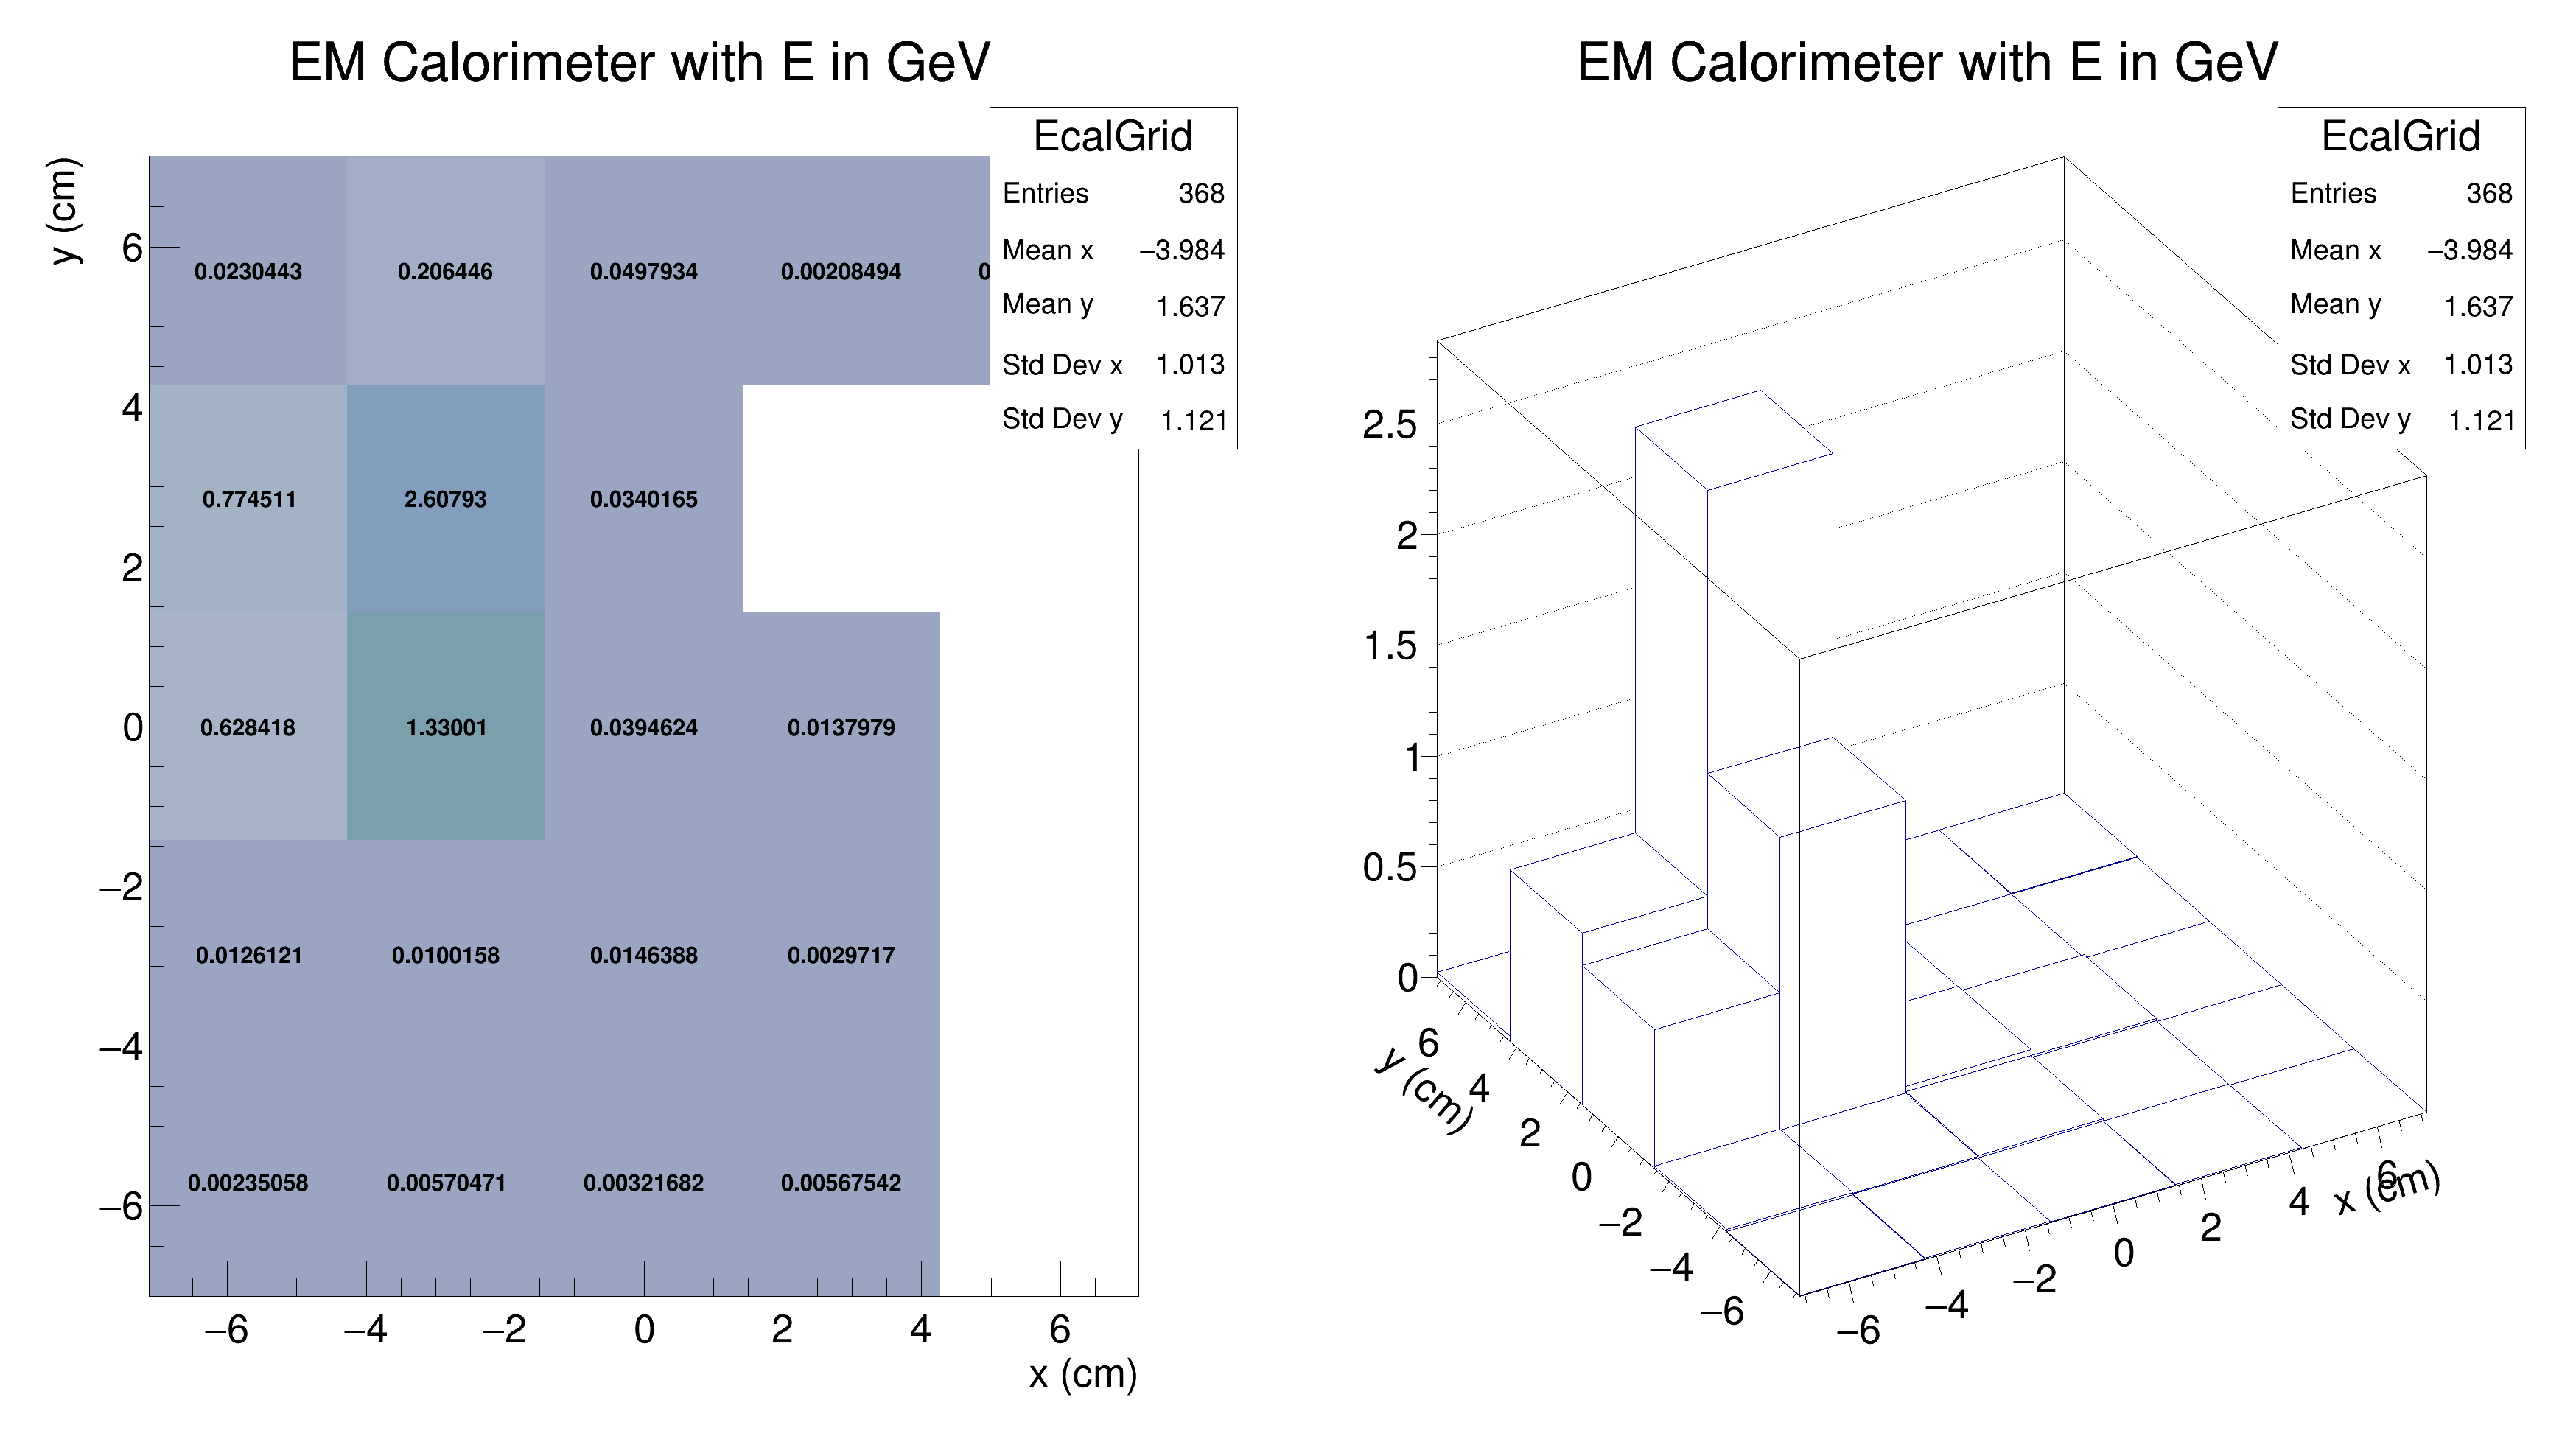 EM Calorimeter with E in GeV
EcalGrid
Entries 368
Mean x −3.984
Mean y 1.637
Std Dev x 1.013
Std Dev y 1.121
y (cm)
6
4
2
0
−2
−4
−6
0.0230443 0.206446 0.0497934 0.00208494
0.774511 2.60793 0.0340165
0.628418 1.33001 0.0394624 0.0137979
0.0126121 0.0100158 0.0146388 0.0029717
0.00235058 0.00570471 0.00321682 0.00567542
−6 −4 −2 0 2 4 6
x (cm)
EM Calorimeter with E in GeV
EcalGrid
Entries 368
Mean x −3.984
Mean y 1.637
Std Dev x 1.013
Std Dev y 1.121
2.5
2
1.5
1
0.5
0
6
4
2
0
−2
−4
−6
y (cm)
−6 −4 −2 0 2 4 6
x (cm)